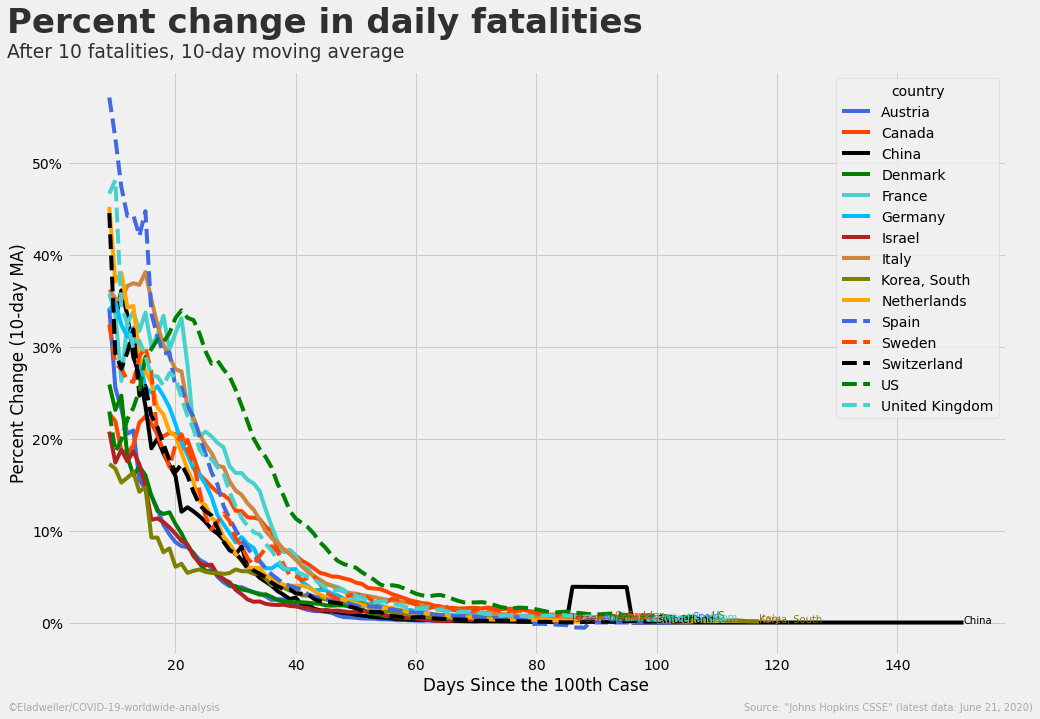 Percent change in daily fatalities
After 10 fatalities, 10-day moving average
country
Austria
Canada
China
Denmark
France
Germany
Israel
Italy
Korea, South
Netherlands
Spain
Sweden
Switzerland
US
United Kingdom
Percent Change (10-day MA)
50%
40%
30%
20%
10%
0%
US
Korea, South
China
20 40 60 80 100 120 140
Days Since the 100th Case
©Eladweller/COVID-19-worldwide-analysis
Source: "Johns Hopkins CSSE" (latest data: June 21, 2020)